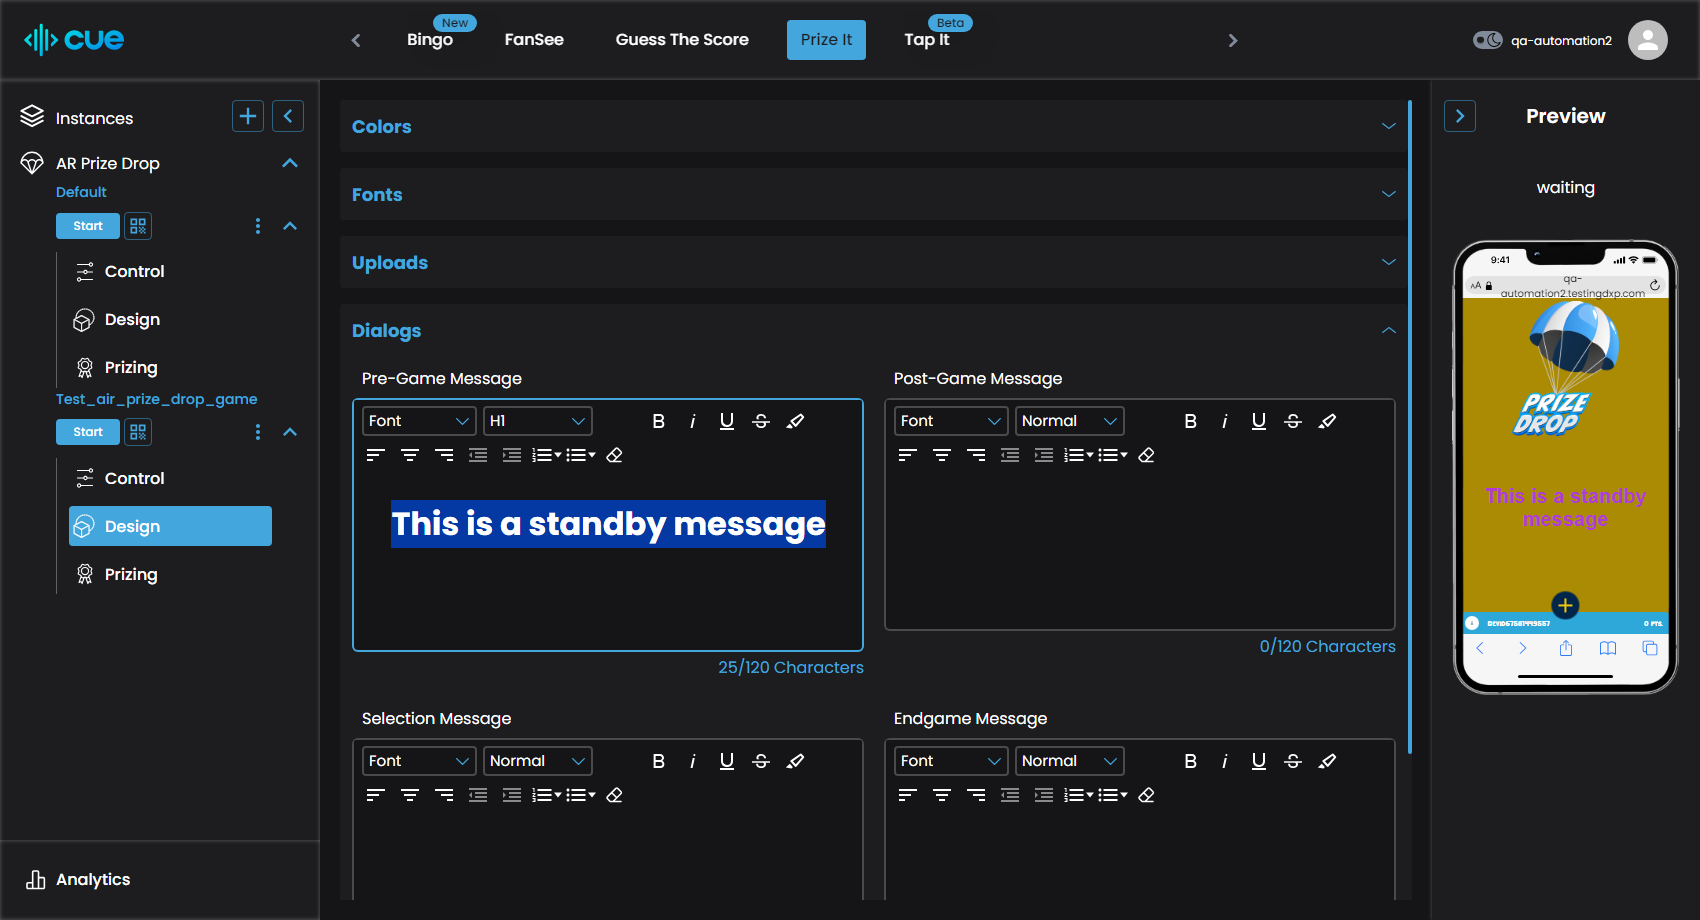 cue
Bingo
New
FanSee
Guess The Score
Prize It
Tap It
Beta
qa-automation2
Instances
AR Prize Drop
Default
Start
Control
Design
Prizing
Test_air_prize_drop_game
Start
Control
Design
Prizing
Analytics
Colors
Fonts
Uploads
Dialogs
Pre-Game Message
Font
H1
B
i
U
S
This is a standby message
25/120 Characters
Post-Game Message
Font
Normal
B
i
U
S
0/120 Characters
Selection Message
Font
Normal
B
i
U
S
Endgame Message
Font
Normal
B
i
U
S
Preview
waiting
9:41
AA
qa-
automation2.testingdxp.com
PRIZE
DROP
This is a standby
message
0 PTS.